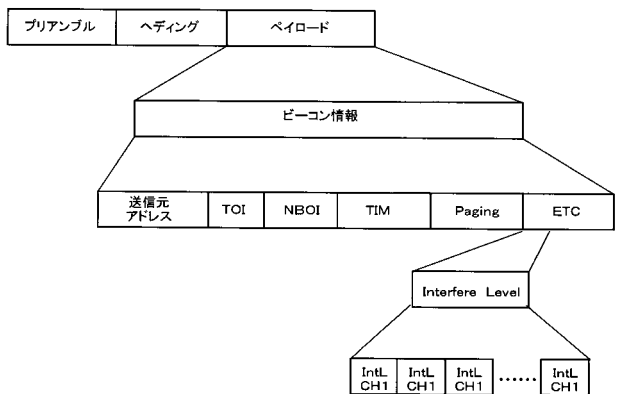 プリアンブル ヘディング ペイロード
ビーコン情報
送信元
アドレス
TOI NBOI TIM Paging ETC
Interfere Level
IntL IntL IntL ...... IntL
CH1 CH1 CH1 CH1